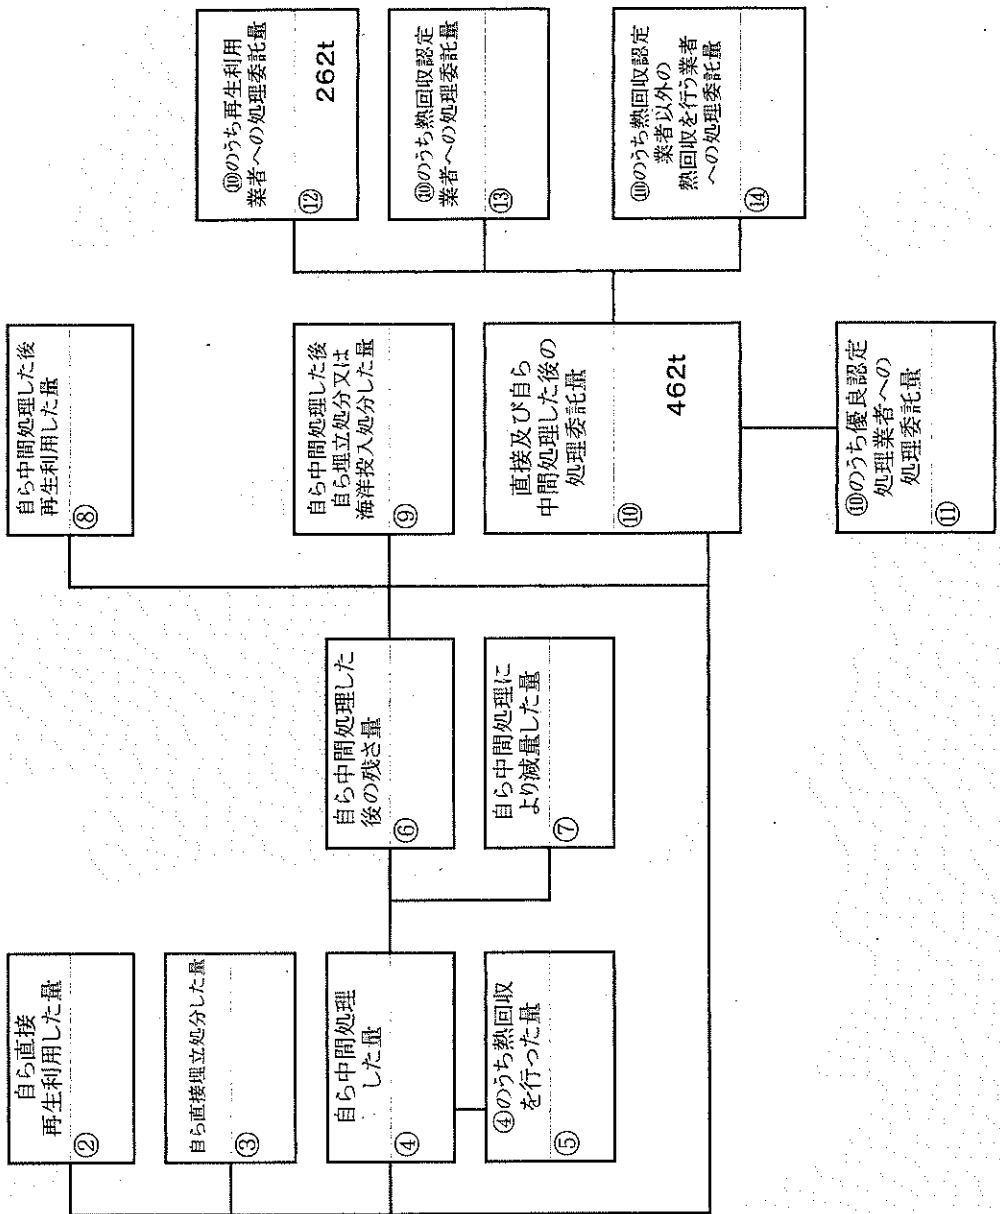 自ら直接
再生利用した量
②
自ら直接埋立処分した量
③
自ら中間処理
した量
④
④のうち熱回収
を行った量
⑤
自ら中間処理した
後の残さ量
⑥
自ら中間処理に
より減量した量
⑦
自ら中間処理した後
再生利用した量
⑧
自ら中間処理した後
自ら埋立処分又は
海洋投入処分した量
⑨
直接及び自ら
中間処理した後の
処理委託量
⑩
462t
⑩のうち優良認定
処理業者への
処理委託量
⑪
⑩のうち再生利用
業者への処理委託量
⑫
262t
⑩のうち熱回収認定
業者への処理委託量
⑬
⑩のうち熱回収認定
業者以外の
熱回収を行う業者
への処理委託量
⑭